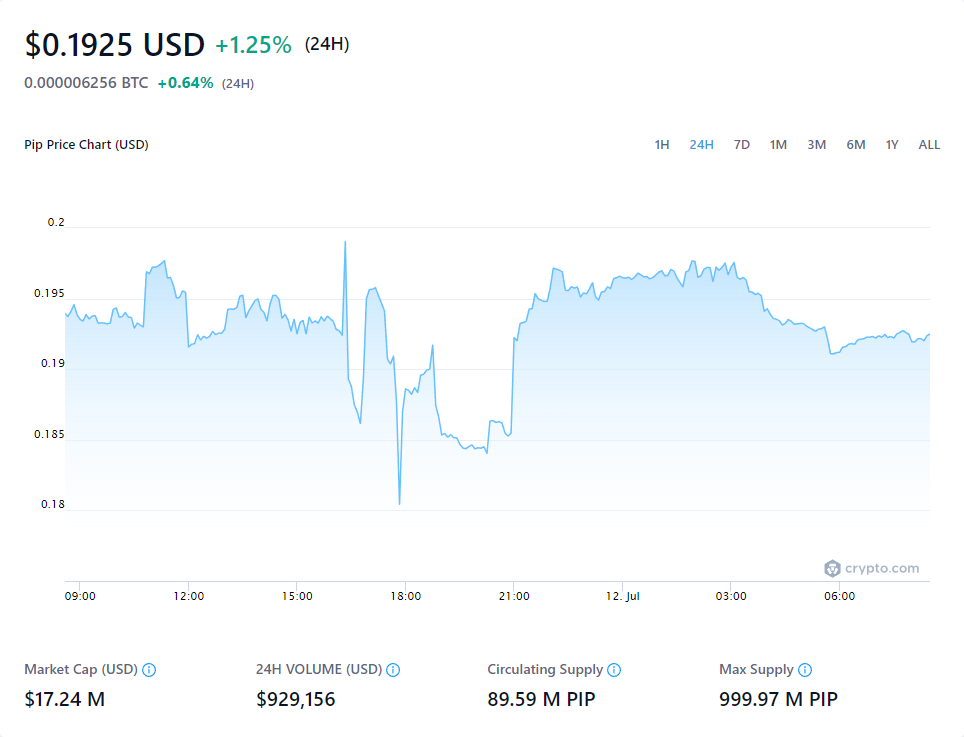 $0.1925 USD +1.25% (24H)
0.000006256 BTC +0.64% (24H)
Pip Price Chart (USD) 1H 24H 7D 1M 3M 6M 1Y ALL
0.2
0.195
0.19
0.185
0.18
crypto.com
09:00 12:00 15:00 18:00 21:00 12. Jul 03:00 06:00
Market Cap (USD) 24H VOLUME (USD) Circulating Supply Max Supply
$17.24 M $929,156 89.59 M PIP 999.97 M PIP